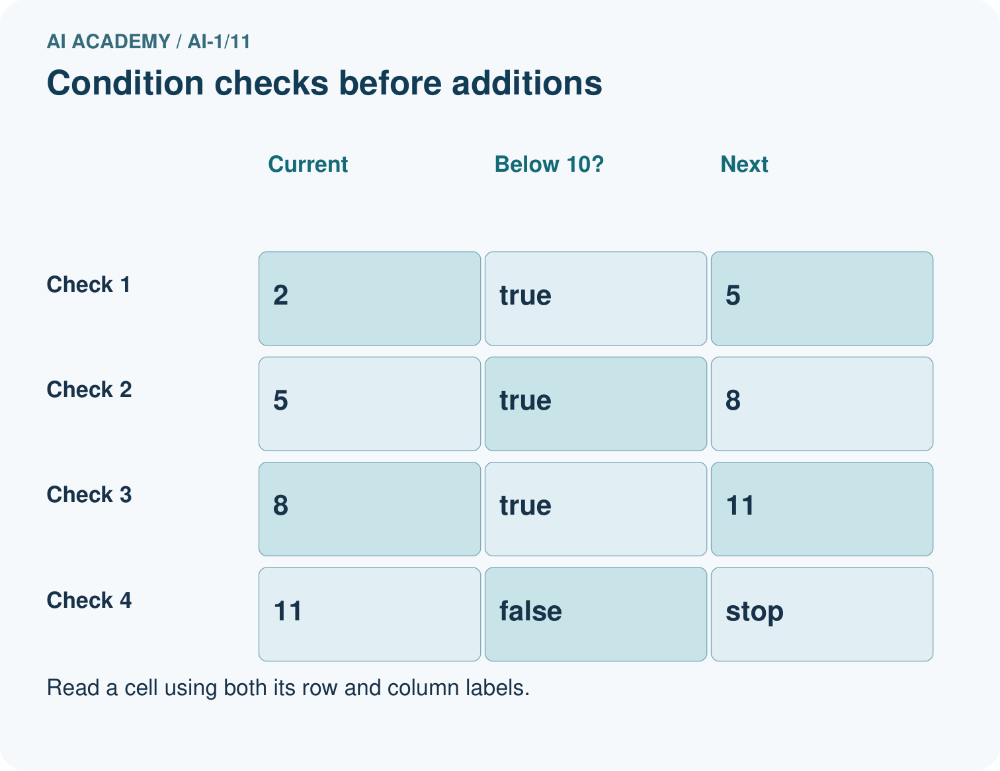 AI ACADEMY / AI-1/11
Condition checks before additions
Current Below 10? Next
Check 1 2 true 5
Check 2 5 true 8
Check 3 8 true 11
Check 4 11 false stop
Read a cell using both its row and column labels.